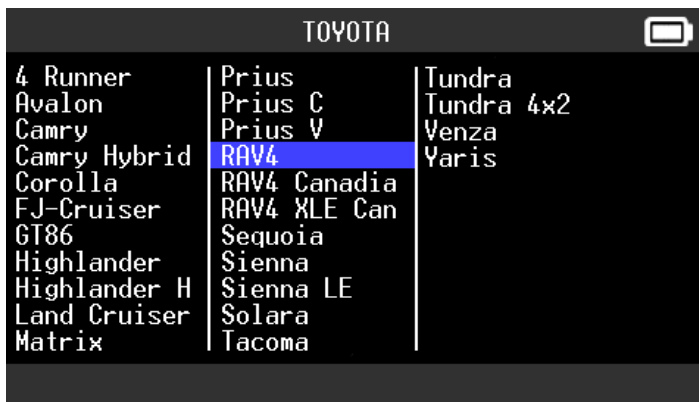 TOYOTA
4 Runner
Avalon
Camry
Camry Hybrid
Corolla
FJ-Cruiser
GT86
Highlander
Highlander H
Land Cruiser
Matrix
Prius
Prius C
Prius V
RAV4
RAV4 Canadia
RAV4 XLE Can
Sequoia
Sienna
Sienna LE
Solara
Tacoma
Tundra
Tundra 4x2
Venza
Yaris